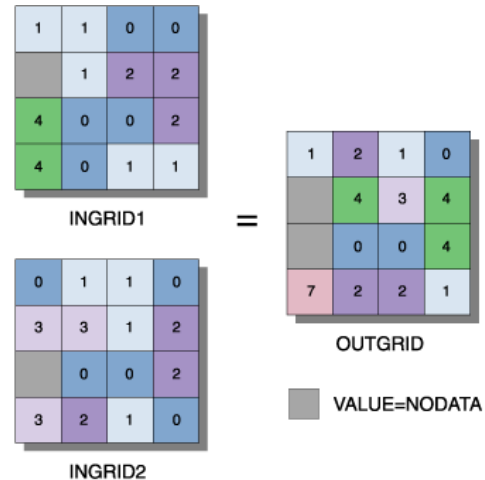 1 1 0 0
1 2 2
4 0 0 2
4 0 1 1
INGRID1
0 1 1 0
3 3 1 2
0 0 2
3 2 1 0
INGRID2
=
1 2 1 0
4 3 4
0 0 4
7 2 2 1
OUTGRID
VALUE=NODATA